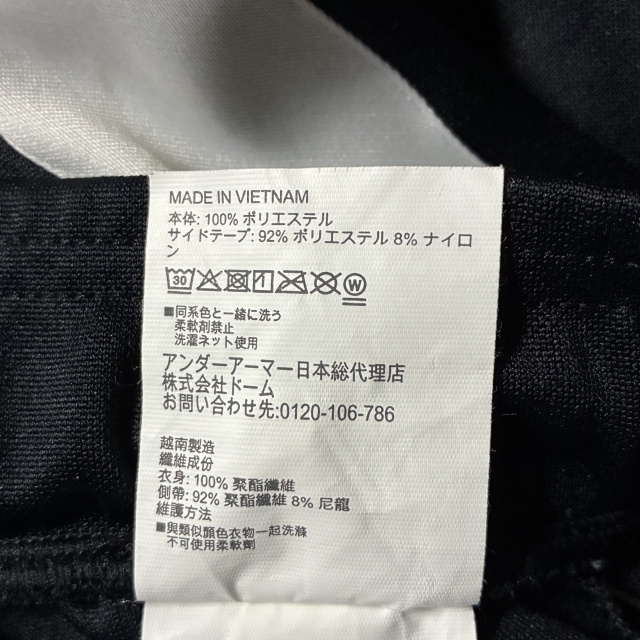 MADE IN VIETNAM
本体: 100% ポリエステル
サイドテープ: 92% ポリエステル 8% ナイロ
ン
30
W
■同系色と一緒に洗う
柔軟剤禁止
洗濯ネット使用
アンダーアーマー日本総代理店
株式会社ドーム
お問い合わせ先:0120-106-786
越南製造
纖維成份
衣身: 100% 聚酯纖維
側帶: 92% 聚酯纖維 8% 尼龍
維護方法
■與類似顏色衣物一起洗滌
不可使用柔軟劑